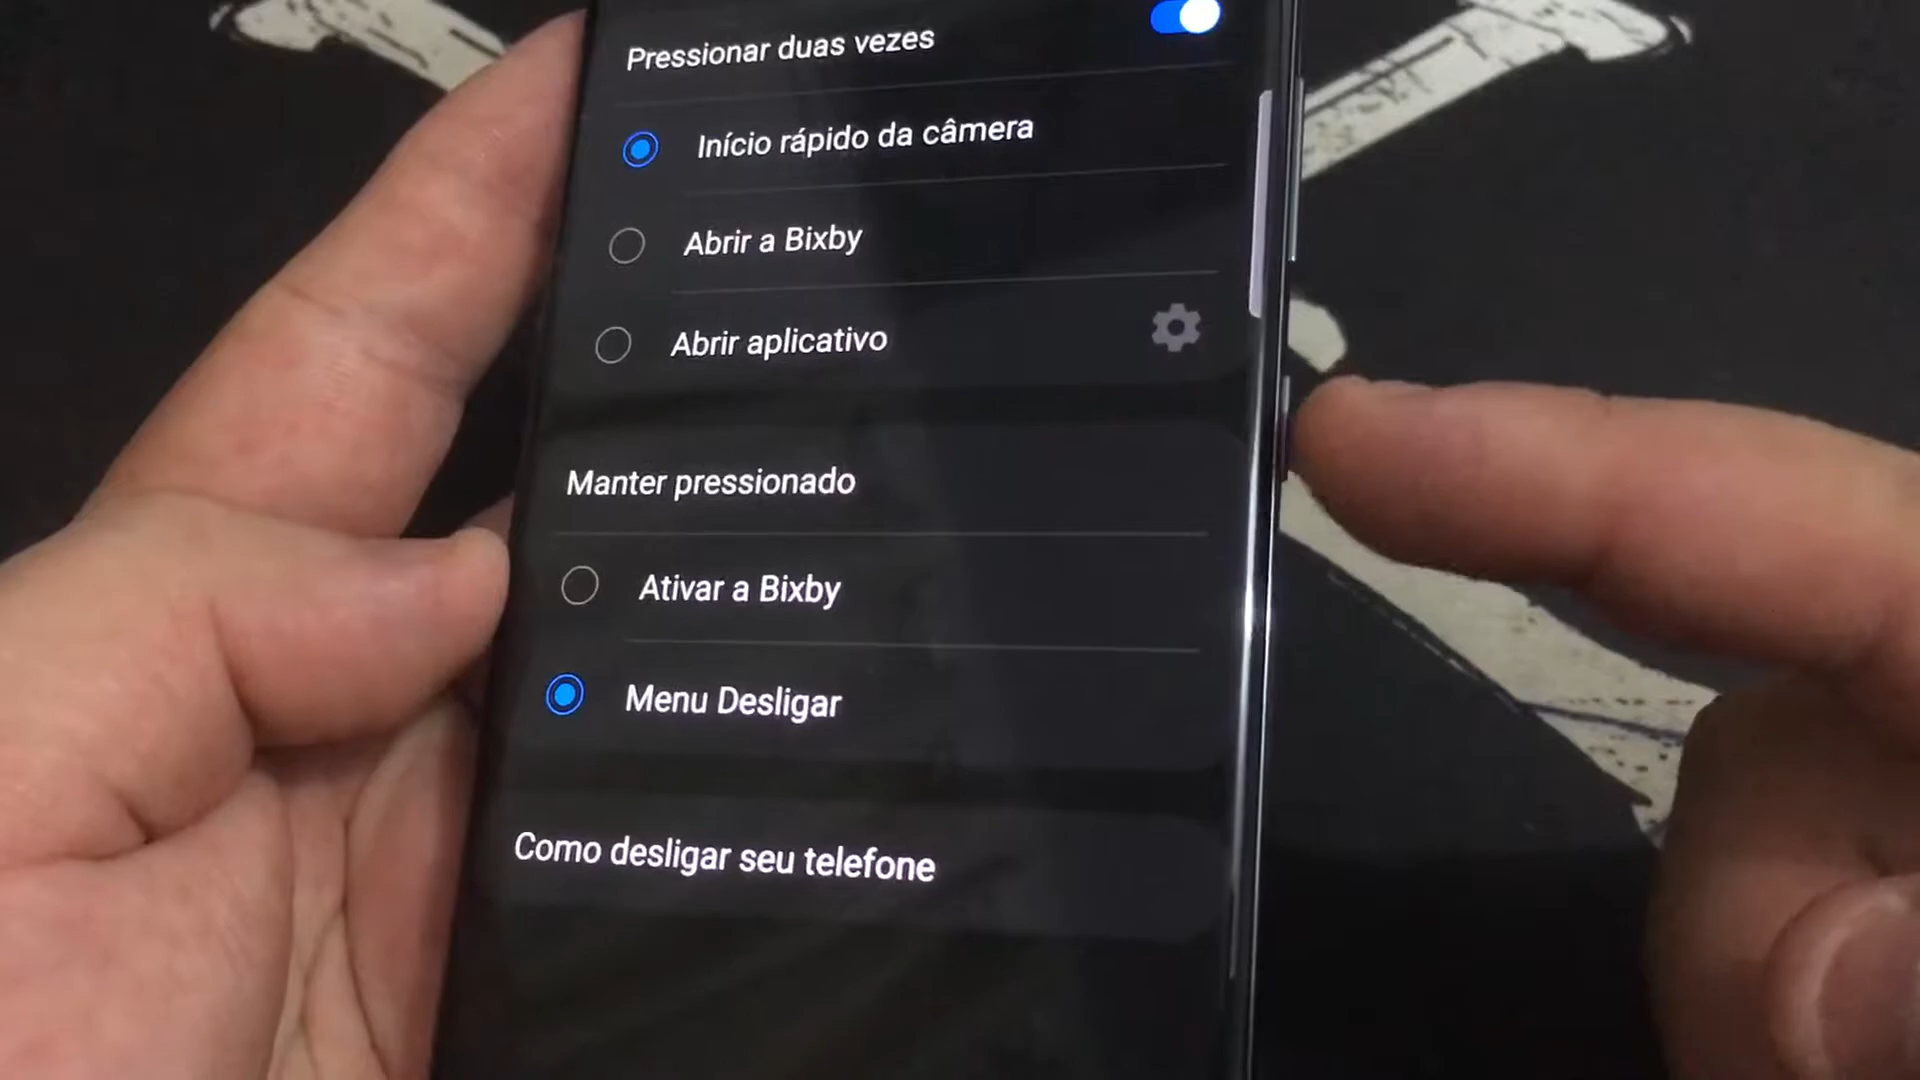 Pressionar duas vezes
Início rápido da câmera
Abrir a Bixby
Abrir aplicativo
Manter pressionado
Ativar a Bixby
Menu Desligar
Como desligar seu telefone